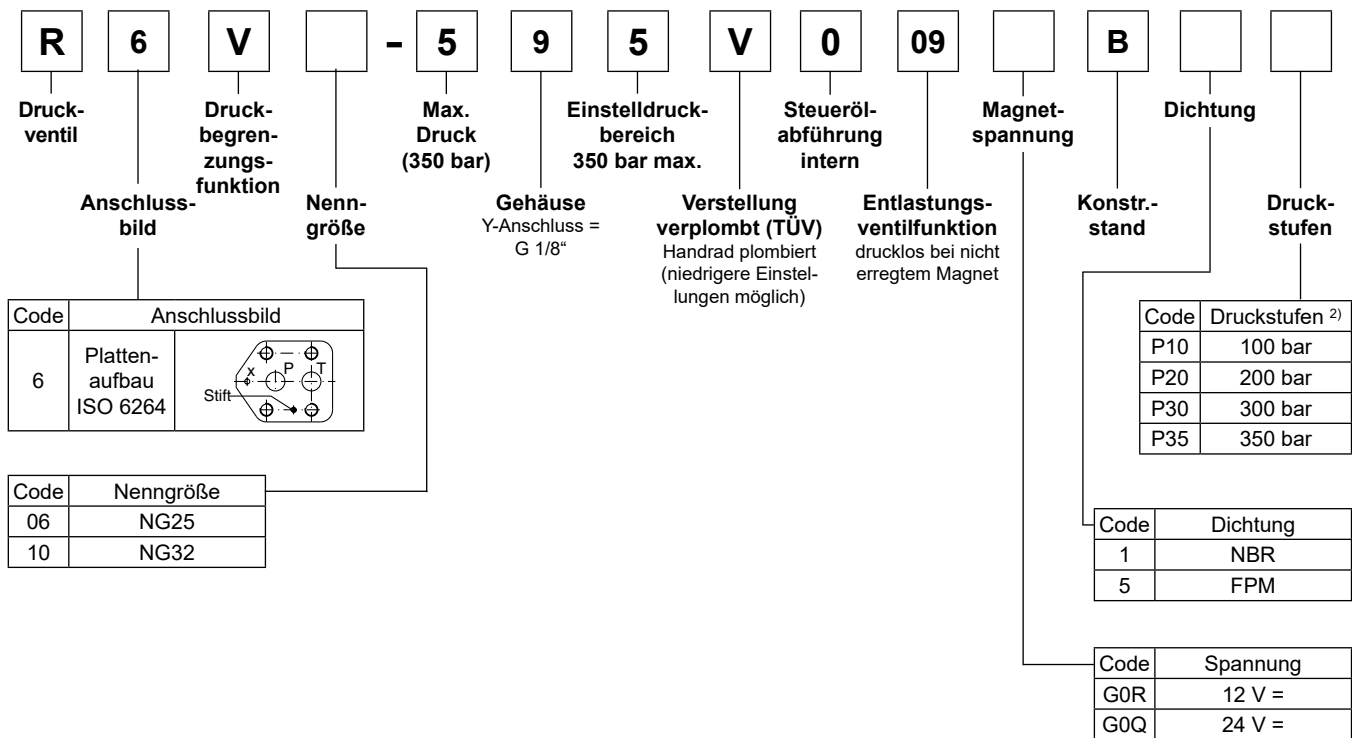 R 6 V - 5 9 5 V 0 09 B
Druck-
ventil
Druck-
begren-
zungs-
funktion
Max.
Druck
(350 bar)
Einstelldruck-
bereich
350 bar max.
Steueröl-
abführung
intern
Magnet-
spannung
Dichtung
Anschluss-
bild
Nenn-
größe
Gehäuse
Y-Anschluss =
G 1/8“
Verstellung
verplombt (TÜV)
Handrad plombiert
(niedrigere Einstel-
lungen möglich)
Entlastungs-
ventilfunktion
drucklos bei nicht
erregtem Magnet
Konstr.-
stand
Druck-
stufen
Code Anschlussbild
6 Platten-
aufbau
ISO 6264
x P T
Stift
Code Druckstufen 2)
P10 100 bar
P20 200 bar
P30 300 bar
P35 350 bar
Code Nenngröße
06 NG25
10 NG32
Code Dichtung
1 NBR
5 FPM
Code Spannung
G0R 12 V =
G0Q 24 V =